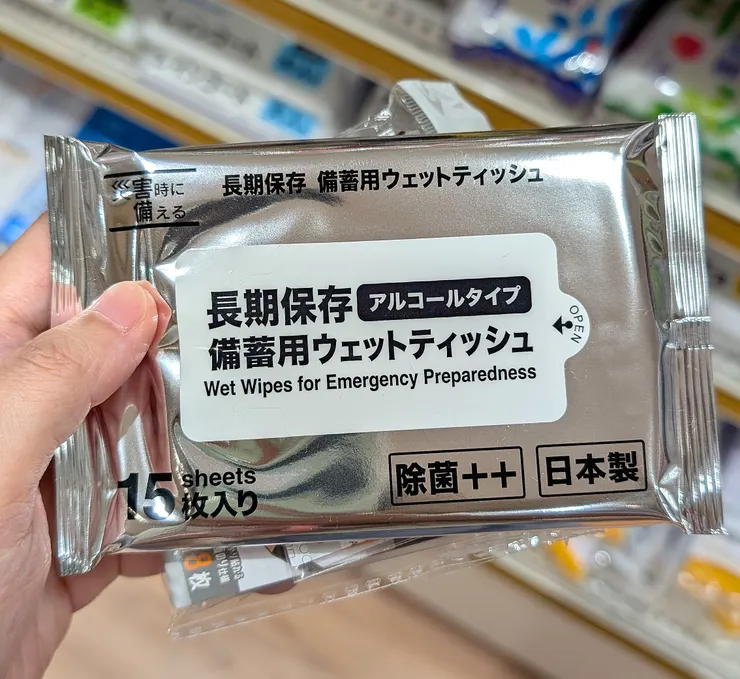 災害時に
備える
長期保存 備蓄用ウェットティッシュ
長期保存 アルコールタイプ
備蓄用ウェットティッシュ
Wet Wipes for Emergency Preparedness
OPEN
15 sheets
枚入り
除菌++
日本製
8枚